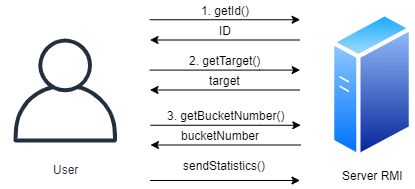 1. getId()
ID
2. getTarget()
target
3. getBucketNumber()
bucketNumber
sendStatistics()
User
Server RMI